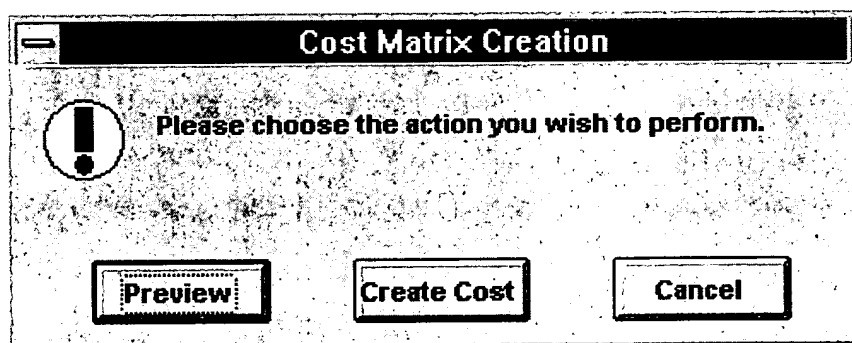 Cost Matrix Creation
Please choose the action you wish to perform.
Preview Create Cost Cancel